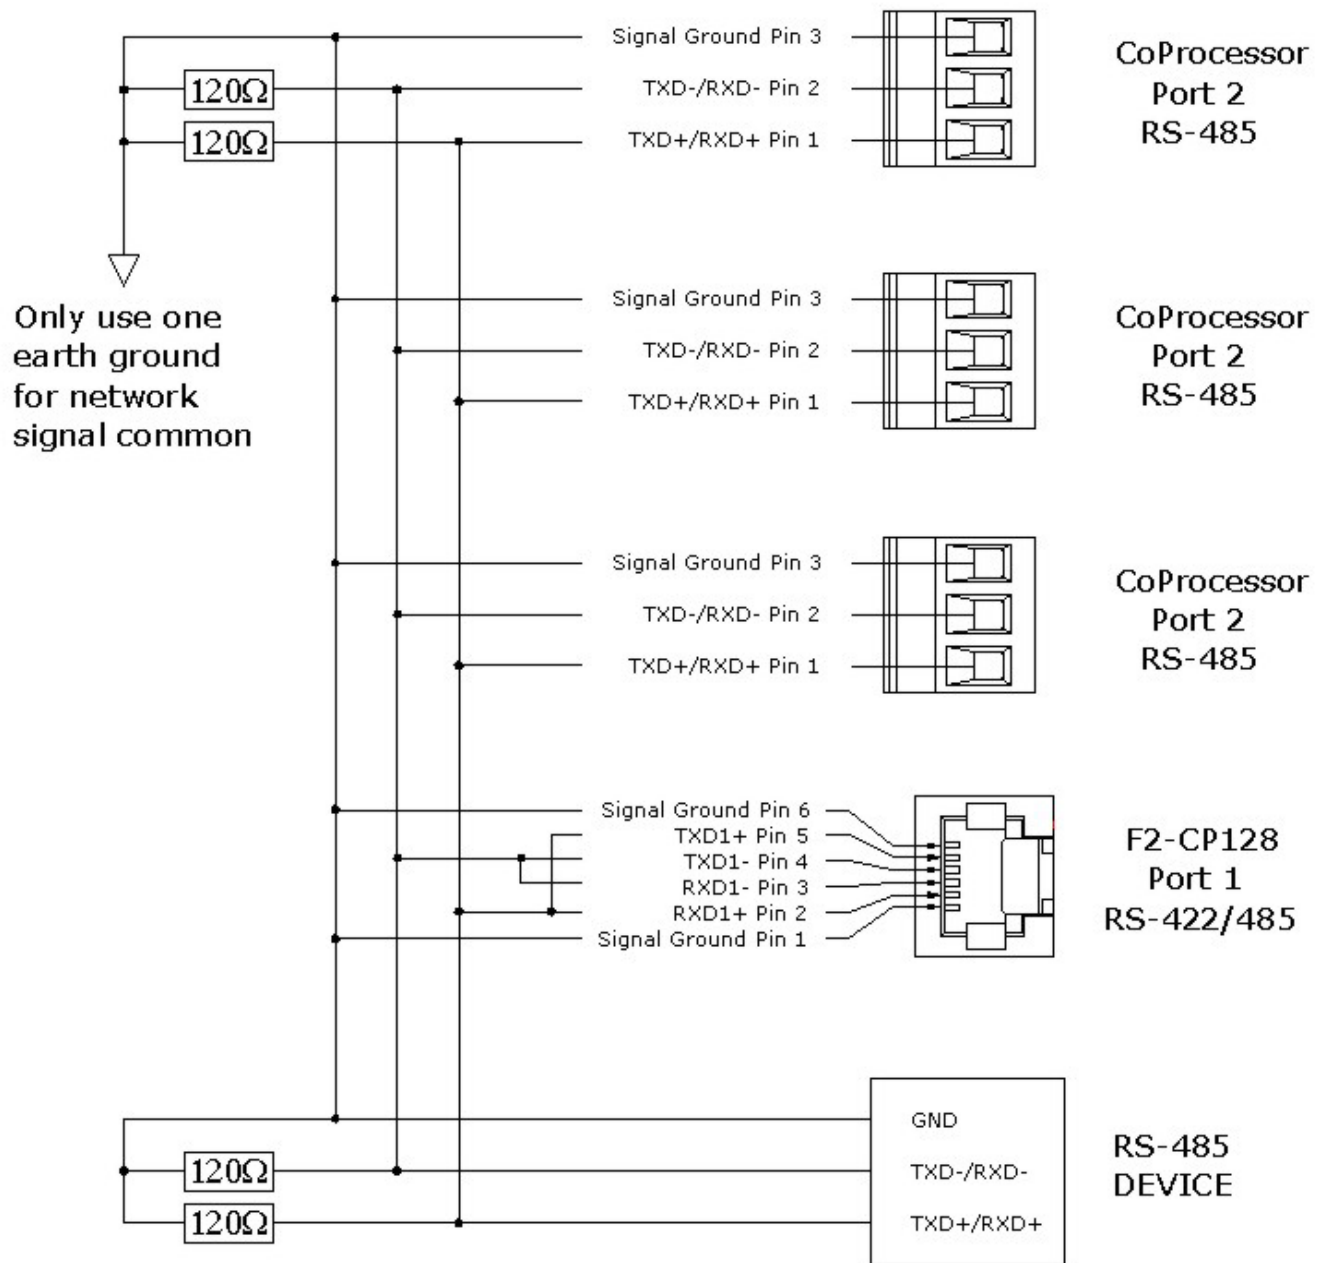 Signal Ground Pin 3
120Ω
TXD-/RXD- Pin 2
120Ω
TXD+/RXD+ Pin 1
CoProcessor
Port 2
RS-485
Only use one
earth ground
for network
signal common
Signal Ground Pin 3
TXD-/RXD- Pin 2
TXD+/RXD+ Pin 1
CoProcessor
Port 2
RS-485
Signal Ground Pin 3
TXD-/RXD- Pin 2
TXD+/RXD+ Pin 1
CoProcessor
Port 2
RS-485
Signal Ground Pin 6
TXD1+ Pin 5
TXD1- Pin 4
RXD1- Pin 3
RXD1+ Pin 2
Signal Ground Pin 1
F2-CP128
Port 1
RS-422/485
GND
120Ω
TXD-/RXD-
120Ω
TXD+/RXD+
RS-485
DEVICE